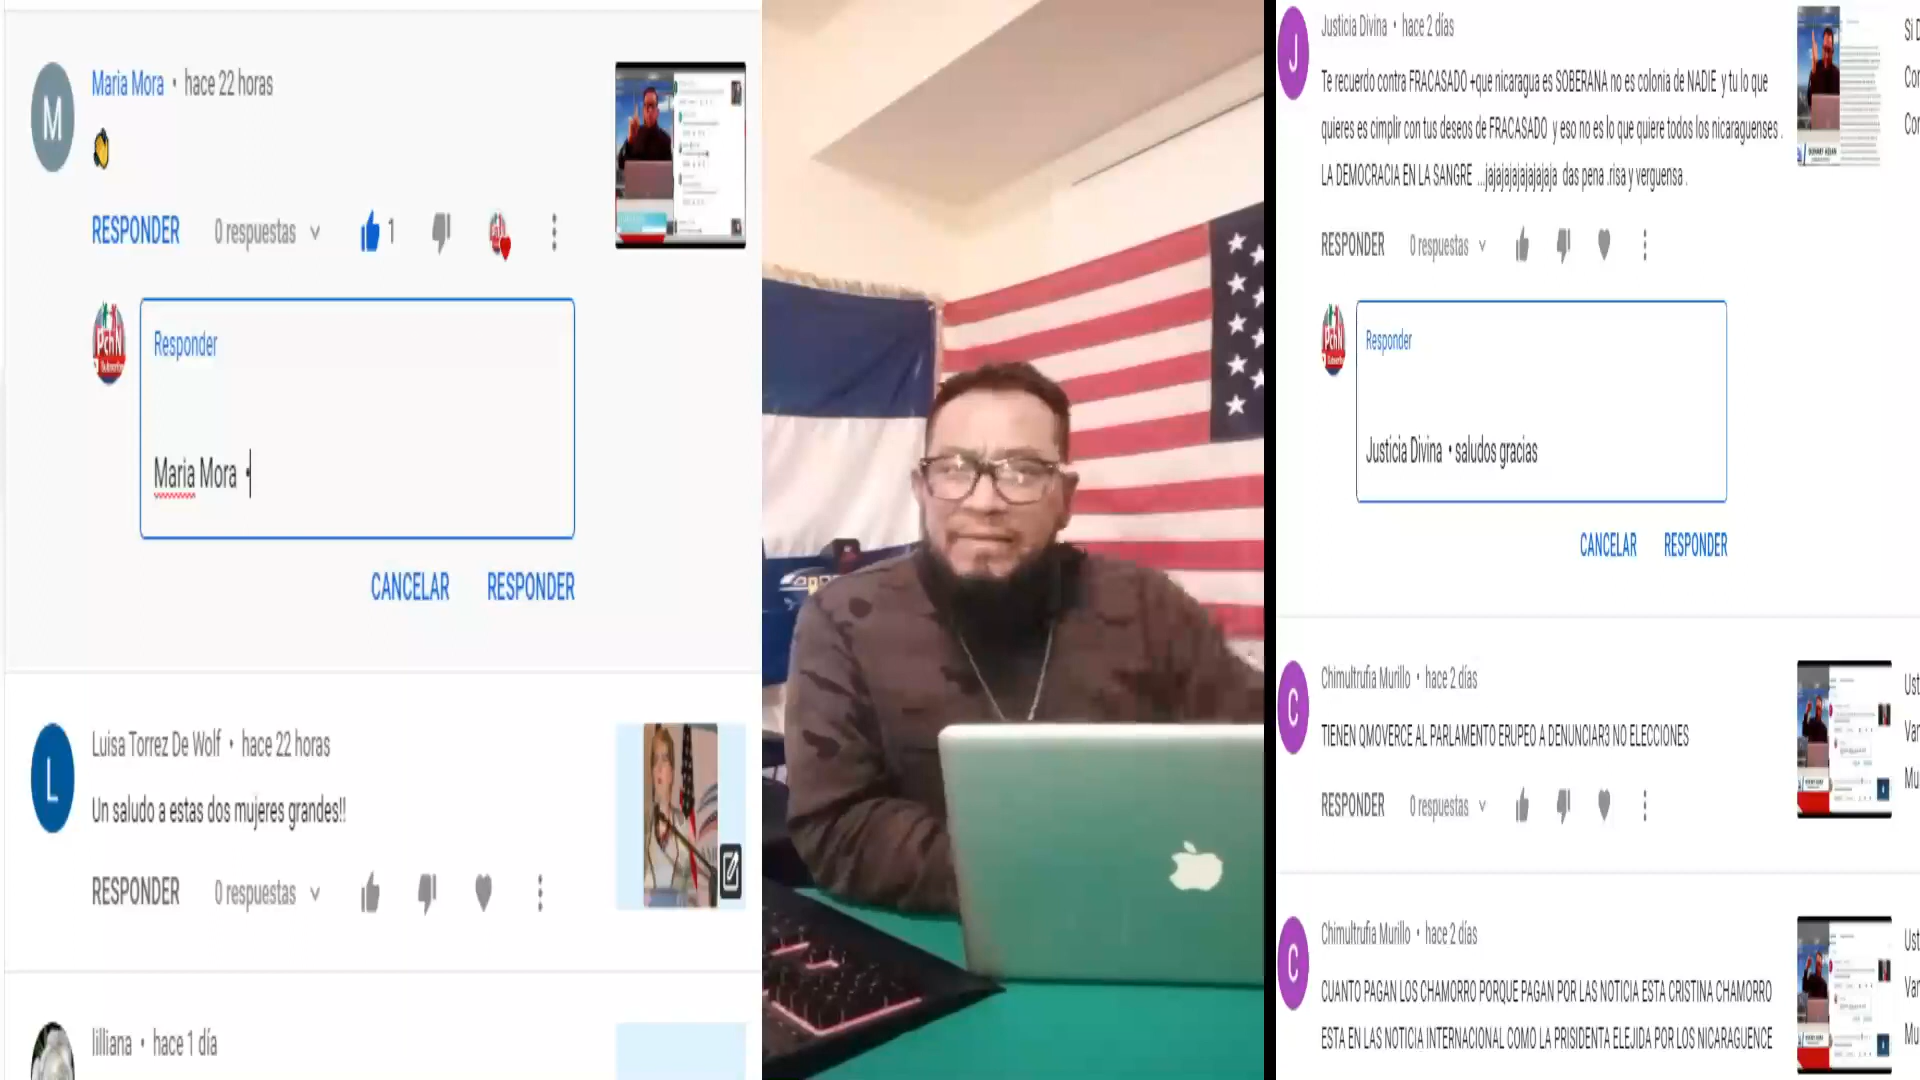 M
Maria Mora • hace 22 horas
RESPONDER 0 respuestas 1
PchN
Responder
Maria Mora •
CANCELAR RESPONDER
L
Luisa Torrez De Wolf • hace 22 horas
Un saludo a estas dos mujeres grandes!!
RESPONDER 0 respuestas
lilliana • hace 1 día
J
Justicia Divina • hace 2 días
Te recuerdo contra FRACASADO +que nicaragua es SOBERANA no es colonia de NADIE y tu lo que
quieres es cimplir con tus deseos de FRACASADO y eso no es lo que quiere todos los nicaraguenses .
LA DEMOCRACIA EN LA SANGRE ...jajajajajajajajaja das pena .risa y verguensa .
RESPONDER 0 respuestas
PchN
Responder
Justicia Divina • saludos gracias
CANCELAR RESPONDER
C
Chimultrufia Murillo • hace 2 días
TIENEN QMOVERCE AL PARLAMENTO ERUPEO A DENUNCIAR3 NO ELECCIONES
RESPONDER 0 respuestas
C
Chimultrufia Murillo • hace 2 días
CUANTO PAGAN LOS CHAMORRO PORQUE PAGAN POR LAS NOTICIA ESTA CRISTINA CHAMORRO
ESTA EN LAS NOTICIA INTERNACIONAL COMO LA PRISIDENTA ELEJIDA POR LOS NICARAGUENCE